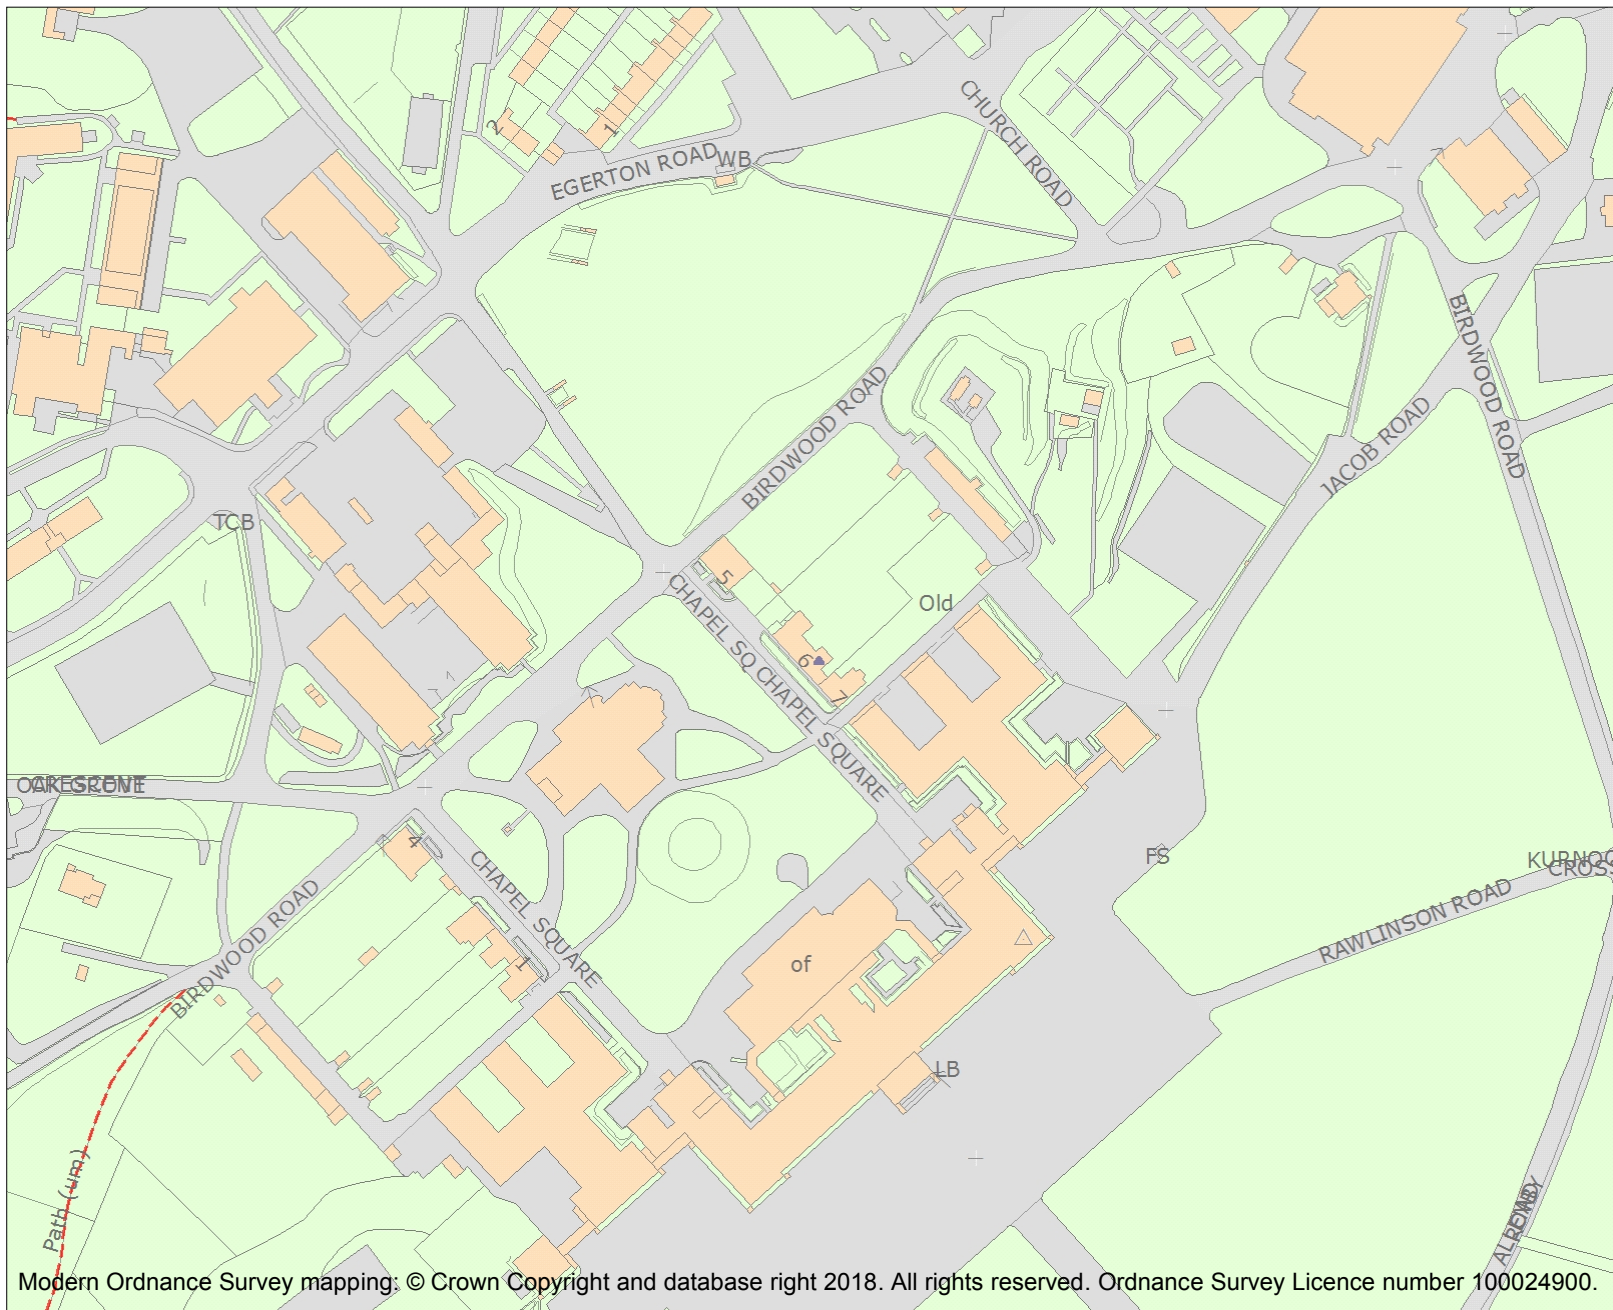 CHURCH ROAD
2
1
EGERTON ROAD
WB
BIRDWOOD ROAD
BIRDWOOD ROAD
JACOB ROAD
TCB
5
CHAPEL SQ
CHAPEL SQUARE
Old
6
7
4
CHAPEL SQUARE
FS
RAWLINSON ROAD
CROSS
BIRDWOOD ROAD
of
1
LB
Path (um)
Modern Ordnance Survey mapping: © Crown Copyright and database right 2018. All rights reserved. Ordnance Survey Licence number 100024900.